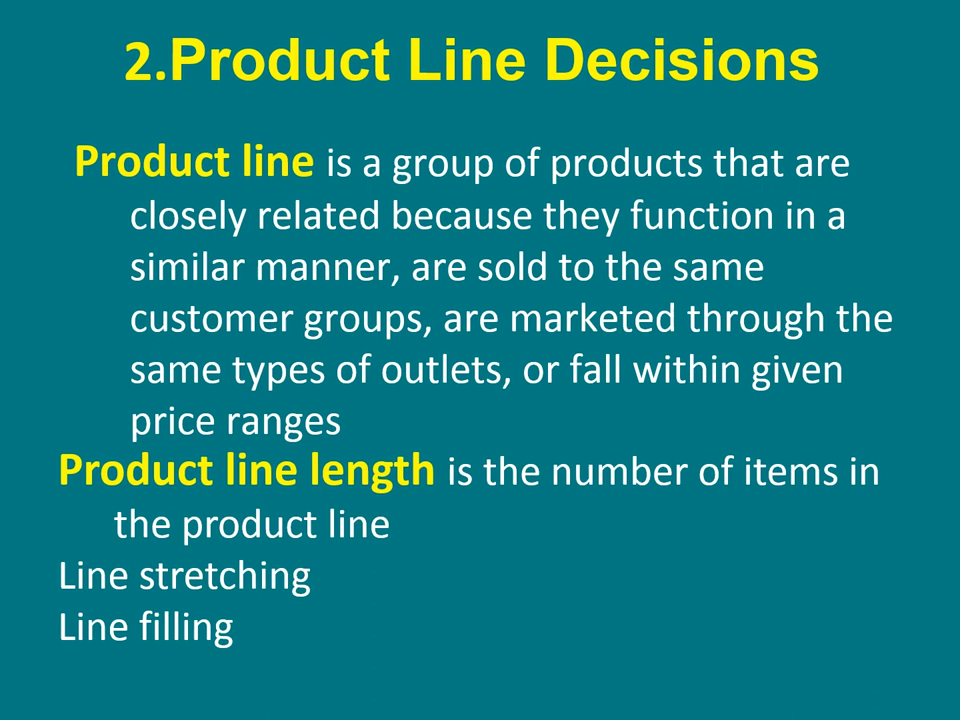 2.Product Line Decisions
Product line is a group of products that are
closely related because they function in a
similar manner, are sold to the same
customer groups, are marketed through the
same types of outlets, or fall within given
price ranges
Product line length is the number of items in
the product line
Line stretching
Line filling